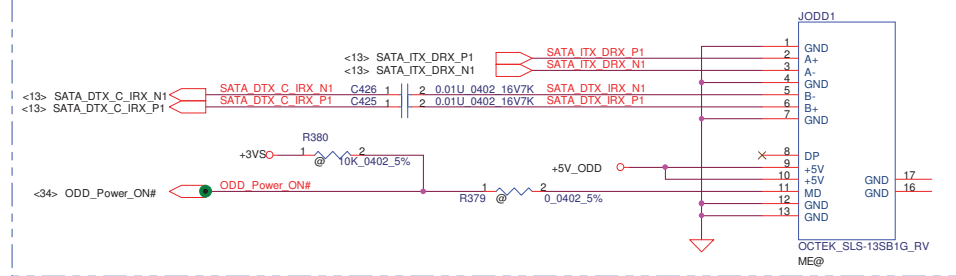 JODD1
1 GND
<13> SATA_ITX_DRX_P1 SATA_ITX_DRX_P1 2 A+
<13> SATA_ITX_DRX_N1 SATA_ITX_DRX_N1 3 A-
4 GND
<13> SATA_DTX_C_IRX_N1 SATA_DTX_C_IRX_N1 C426 1 2 0.01U_0402_16V7K SATA_DTX_IRX_N1 5 B-
<13> SATA_DTX_C_IRX_P1 SATA_DTX_C_IRX_P1 C425 1 2 0.01U_0402_16V7K SATA_DTX_IRX_P1 6 B+
7 GND
R380
+3VS 1 2 8 DP
@ 10K_0402_5%
+5V_ODD 9 +5V
10 +5V GND 17
<34> ODD_Power_ON# ODD_Power_ON# 1 2 11 MD GND 16
R379 @ 0_0402_5%
12 GND
13 GND
OCTEK_SLS-13SB1G_RV
ME@